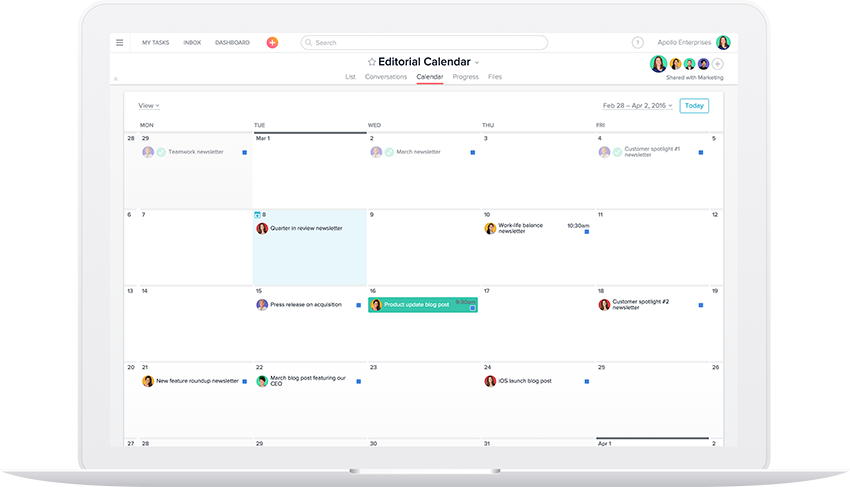 MY TASKS INBOX DASHBOARD + Search ? Apollo Enterprises
Editorial Calendar
List Conversations Calendar Progress Files
Shared with Marketing
View Feb 28 – Apr 2, 2016 Today
MON TUE WED THU FRI
28 29 Mar 1 2 3 4 5
Teamwork newsletter
March newsletter
Customer spotlight #1
newsletter
6 7 8 9 10 11 12
Quarter in review newsletter
Work-life balance
newsletter
10:30am
13 14 15 16 17 18 19
Press release on acquisition
Product update blog post 9:30am
Customer spotlight #2
newsletter
20 21 22 23 24 25 26
New feature roundup newsletter
March blog post featuring our
CEO
iOS launch blog post
27 28 29 30 31 Apr 1 2